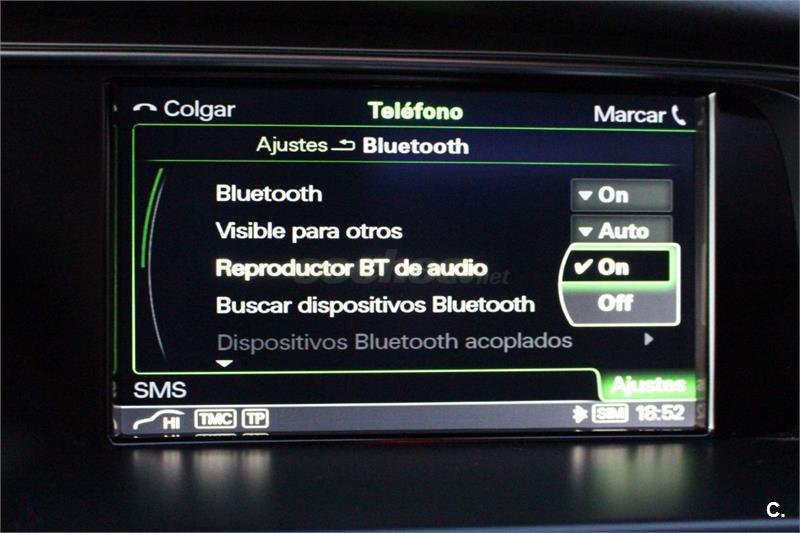 Colgar Teléfono Marcar
Ajustes Bluetooth
Bluetooth On
Visible para otros Auto
Reproductor BT de audio On
Off
Buscar dispositivos Bluetooth
Dispositivos Bluetooth acoplados
SMS Ajustes
HI TMC TP SIM 18:52
C.